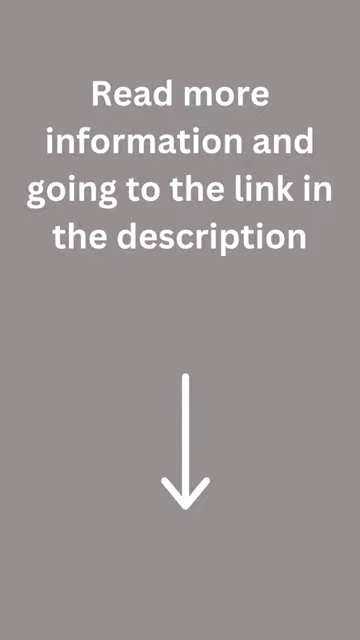 Read more
information and
going to the link in
the description